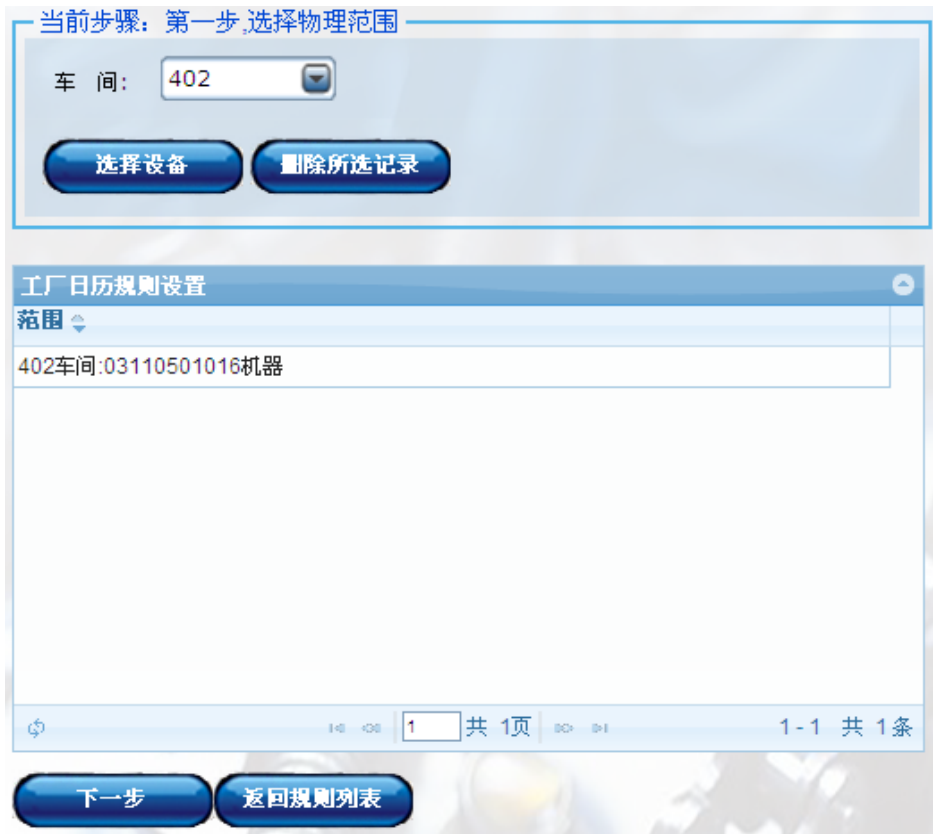 当前步骤：第一步,选择物理范围
车 间： 402
选择设备 删除所选记录
工厂日历规则设置
范围
402车间:03110501016机器
1 共 1页 1 - 1 共 1条
下一步 返回规则列表